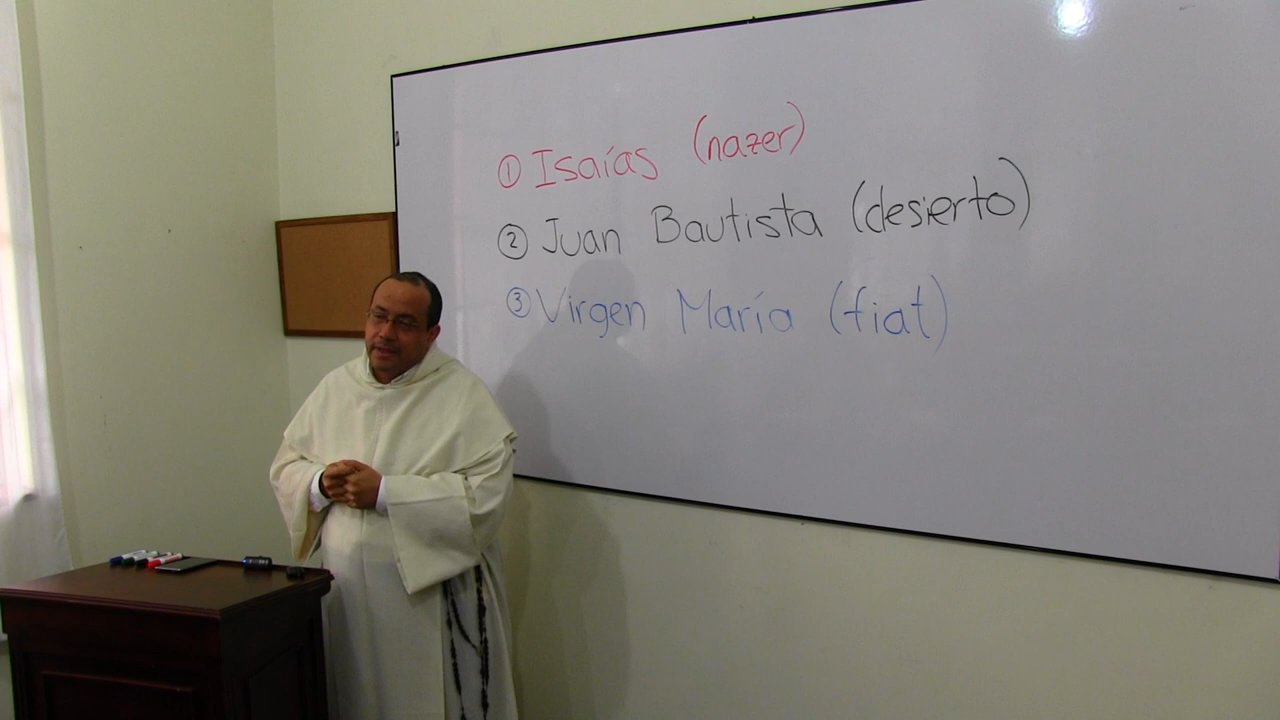 ① Isaías (nazer)
② Juan Bautista (desierto)
③ Virgen María (fiat)